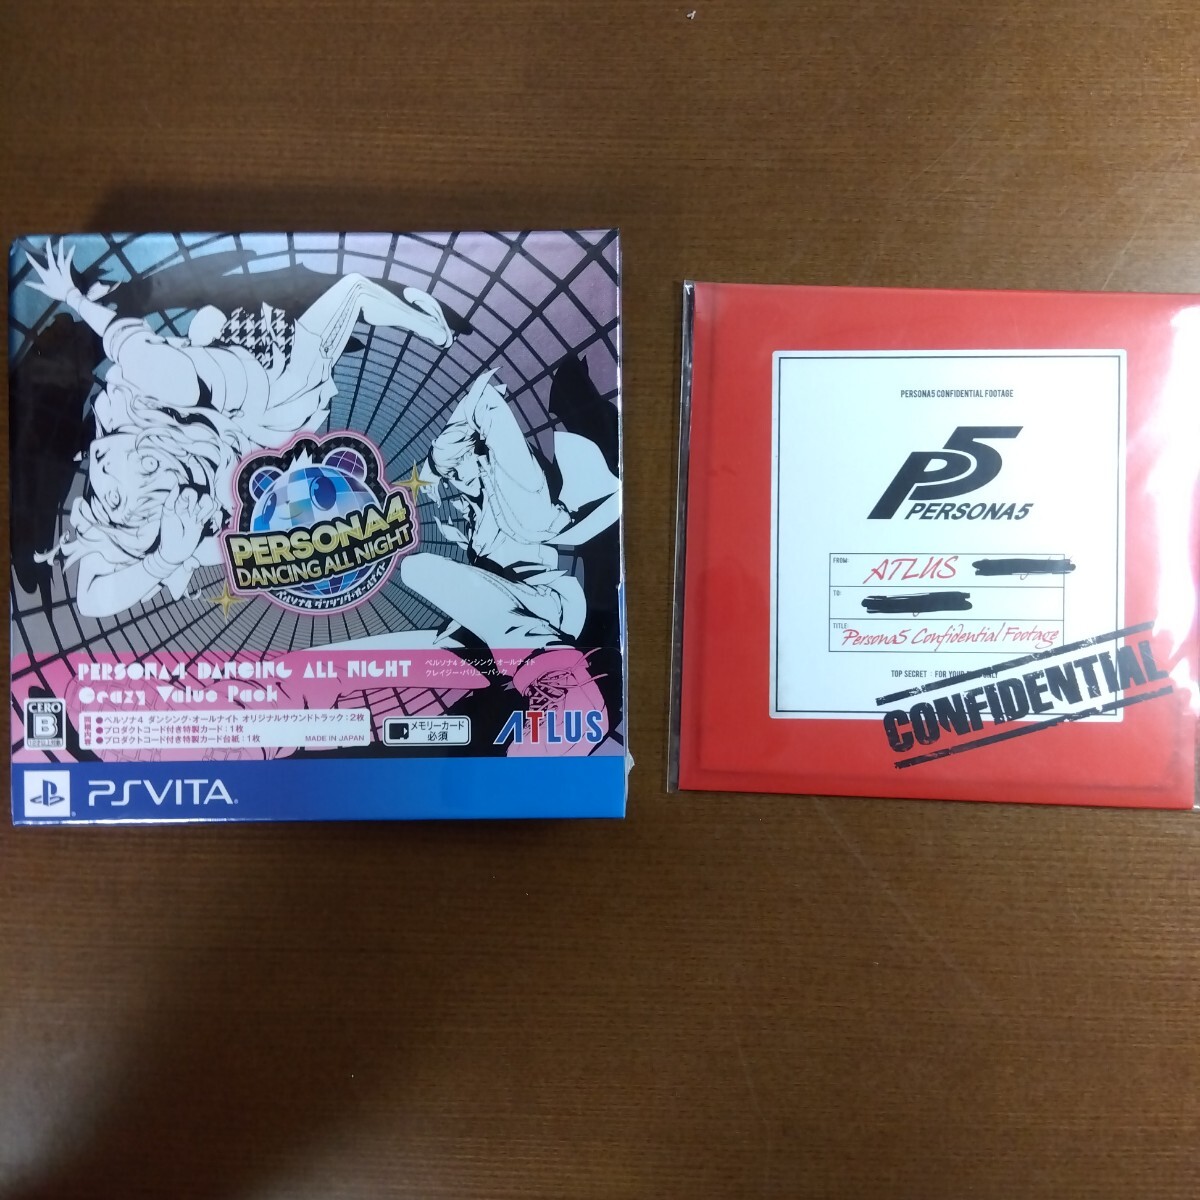 PERSONA4
DANCING ALL NIGHT
ペルソナ4 ダンシング・オールナイト
PERSONA4 DANCING ALL NIGHT
Crazy Value Pack
ペルソナ4 ダンシング・オールナイト
クレイジー・バリューパック
CERO
B
●ペルソナ4 ダンシング・オールナイト オリジナルサウンドトラック：2枚
●プロダクトコード付き特製カード：1枚
●プロダクトコード付き特製カード台紙：1枚
MADE IN JAPAN
メモリーカード
必須
ATLUS
PSVITA
PERSONA5 CONFIDENTIAL FOOTAGE
P5
PERSONA5
FROM:
ATLUS
TO:
TITLE:
Persona5 Confidential Footage
TOP SECRET : FOR YOUR ONLY
CONFIDENTIAL